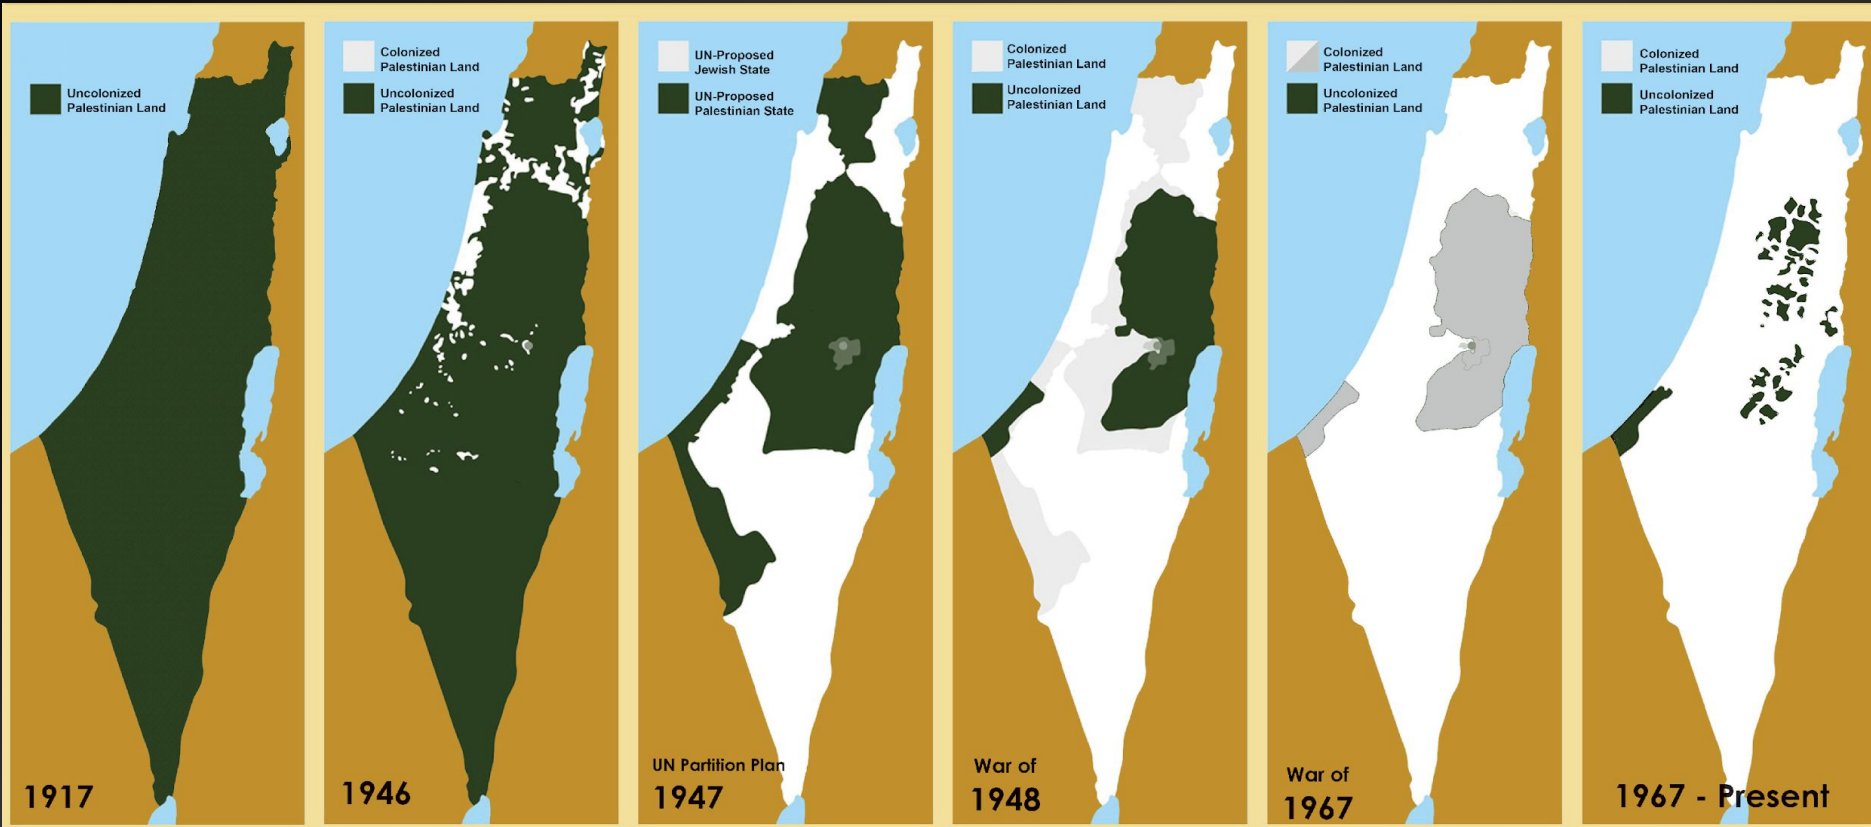 Uncolonized
Palestinian Land
1917
Colonized
Palestinian Land
Uncolonized
Palestinian Land
1946
UN-Proposed
Jewish State
UN-Proposed
Palestinian State
UN Partition Plan
1947
Colonized
Palestinian Land
Uncolonized
Palestinian Land
War of
1948
Colonized
Palestinian Land
Uncolonized
Palestinian Land
War of
1967
Colonized
Palestinian Land
Uncolonized
Palestinian Land
1967 - Present